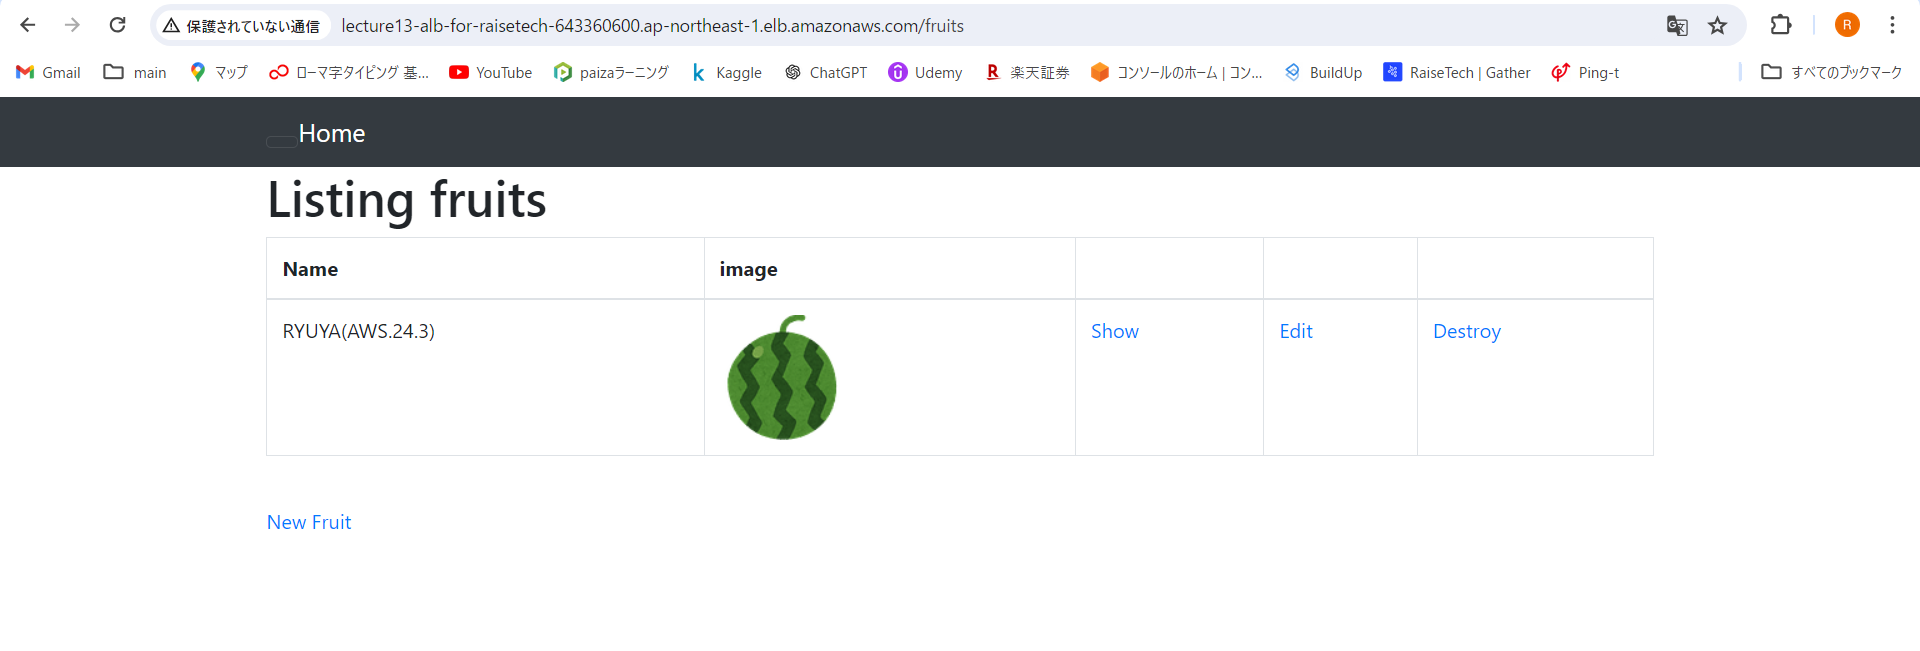 保護されていない通信 lecture13-alb-for-raisetech-643360600.ap-northeast-1.elb.amazonaws.com/fruits R
Gmail main マップ ローマ字タイピング 基... YouTube paizaラーニング Kaggle ChatGPT Udemy 楽天証券 コンソールのホーム | コン... BuildUp RaiseTech | Gather Ping-t すべてのブックマーク
Home
Listing fruits
Name image
RYUYA(AWS.24.3) Show Edit Destroy
New Fruit